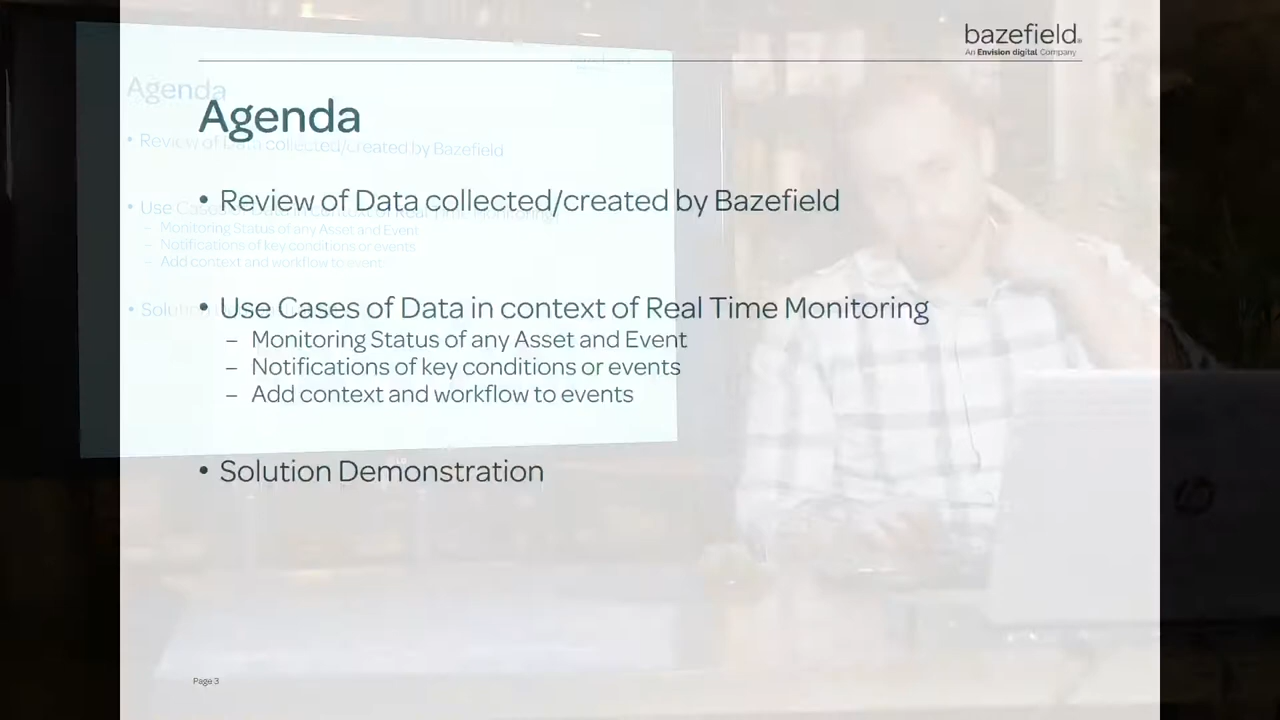 bazefield
An Envision digital Company
Agenda
• Review of Data collected/created by Bazefield
• Use Cases of Data in context of Real Time Monitoring
– Monitoring Status of any Asset and Event
– Notifications of key conditions or events
– Add context and workflow to events
• Solution Demonstration
Page 3
Agenda
• Review of Data collected/created by Bazefield
• Use Cases of Data in context of Real Time Monitoring
– Monitoring Status of any Asset and Event
– Notifications of key conditions or events
– Add context and workflow to event
• Solution
hp